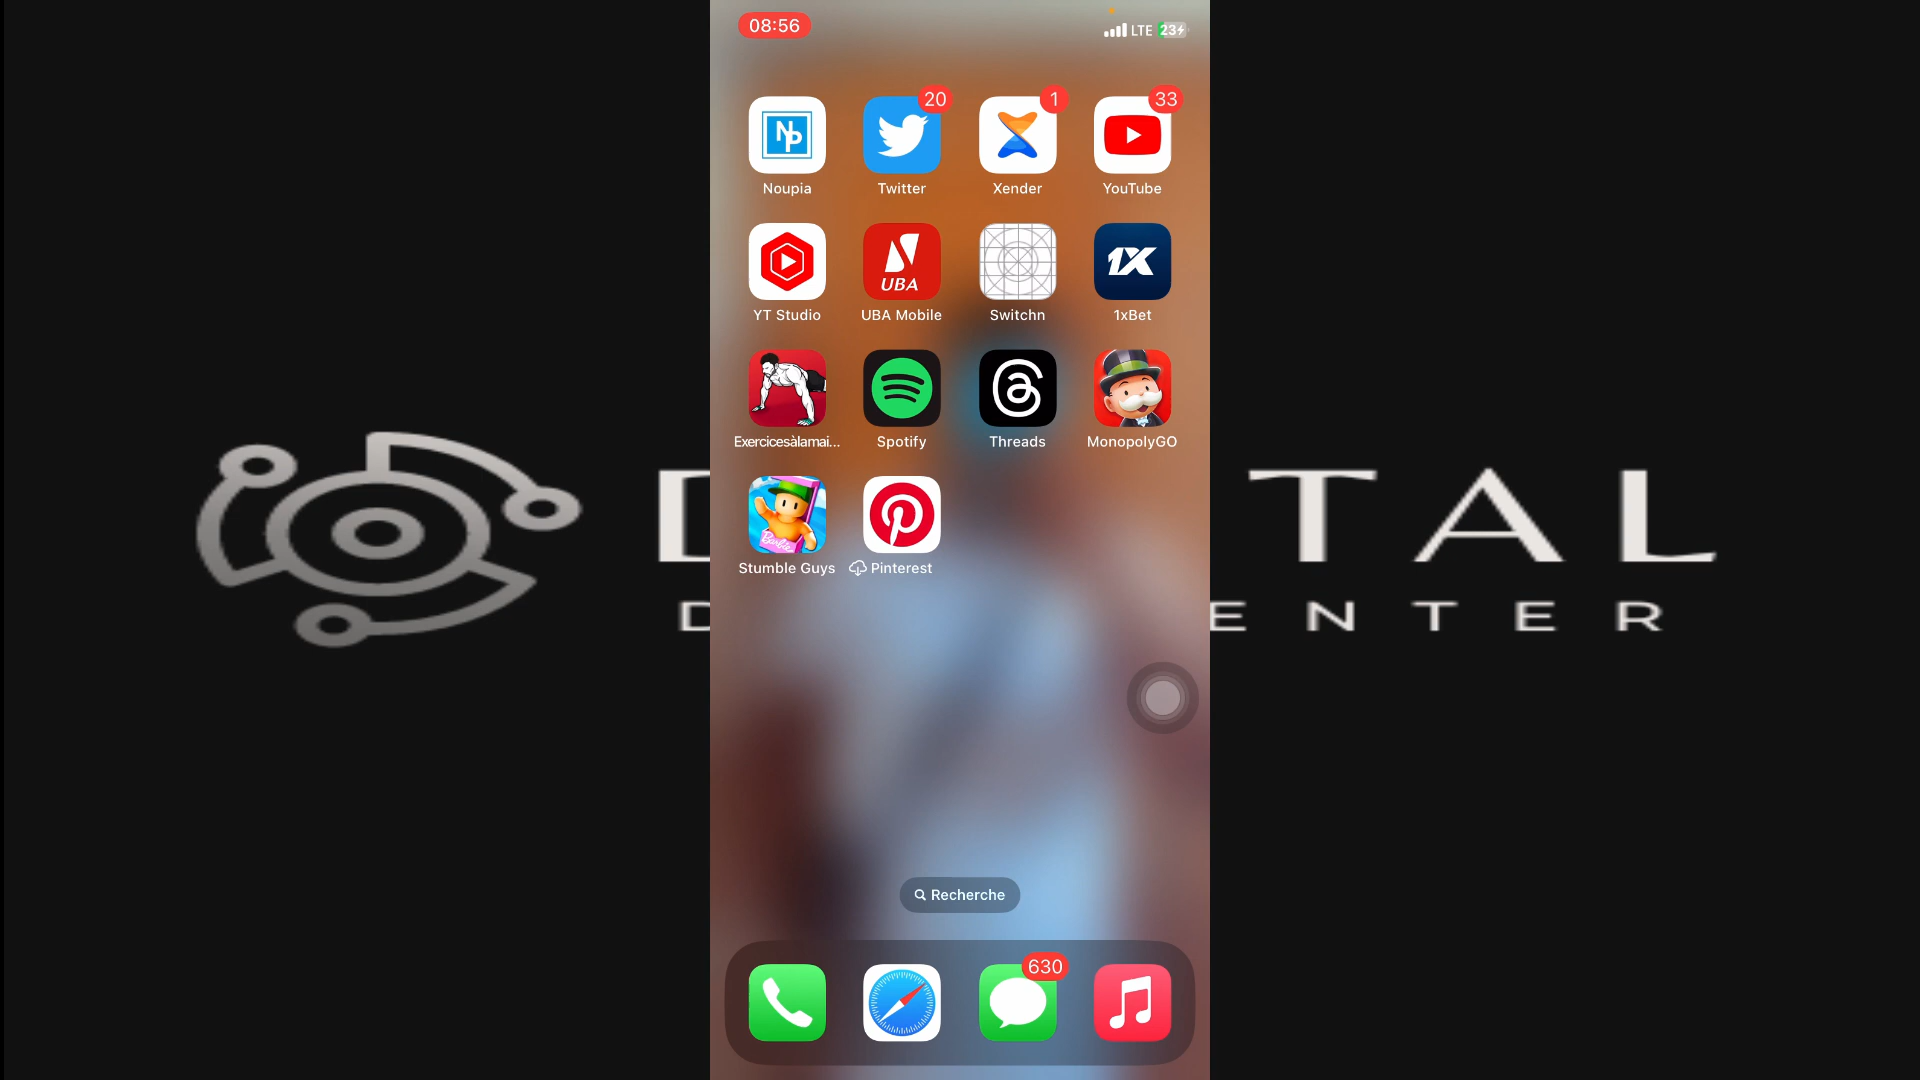 08:56
LTE 23
20
1
33
Noupia
Twitter
Xender
YouTube
UBA
1X
YT Studio
UBA Mobile
Switchn
1xBet
Exercicesàlamai...
Spotify
Threads
MonopolyGO
Barbie
Stumble Guys
Pinterest
TAL
ENTER
Recherche
630